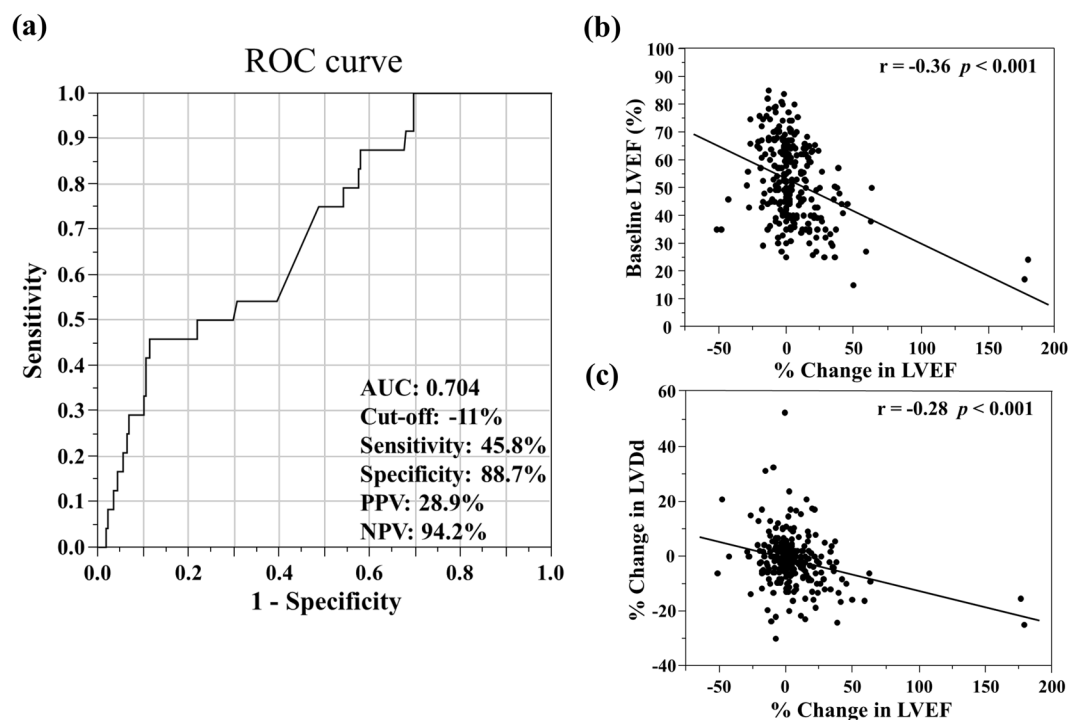 (a)
ROC curve
1.0
0.9
0.8
0.7
0.6
0.5
0.4
0.3
0.2
0.1
0.0
Sensitivity
AUC: 0.704
Cut-off: -11%
Sensitivity: 45.8%
Specificity: 88.7%
PPV: 28.9%
NPV: 94.2%
0.0 0.2 0.4 0.6 0.8 1.0
1 - Specificity
(b)
r = -0.36 p < 0.001
100
90
80
70
60
50
40
30
20
10
0
Baseline LVEF (%)
-50 0 50 100 150 200
% Change in LVEF
(c)
r = -0.28 p < 0.001
60
40
20
0
-20
-40
% Change in LVDd
-50 0 50 100 150 200
% Change in LVEF